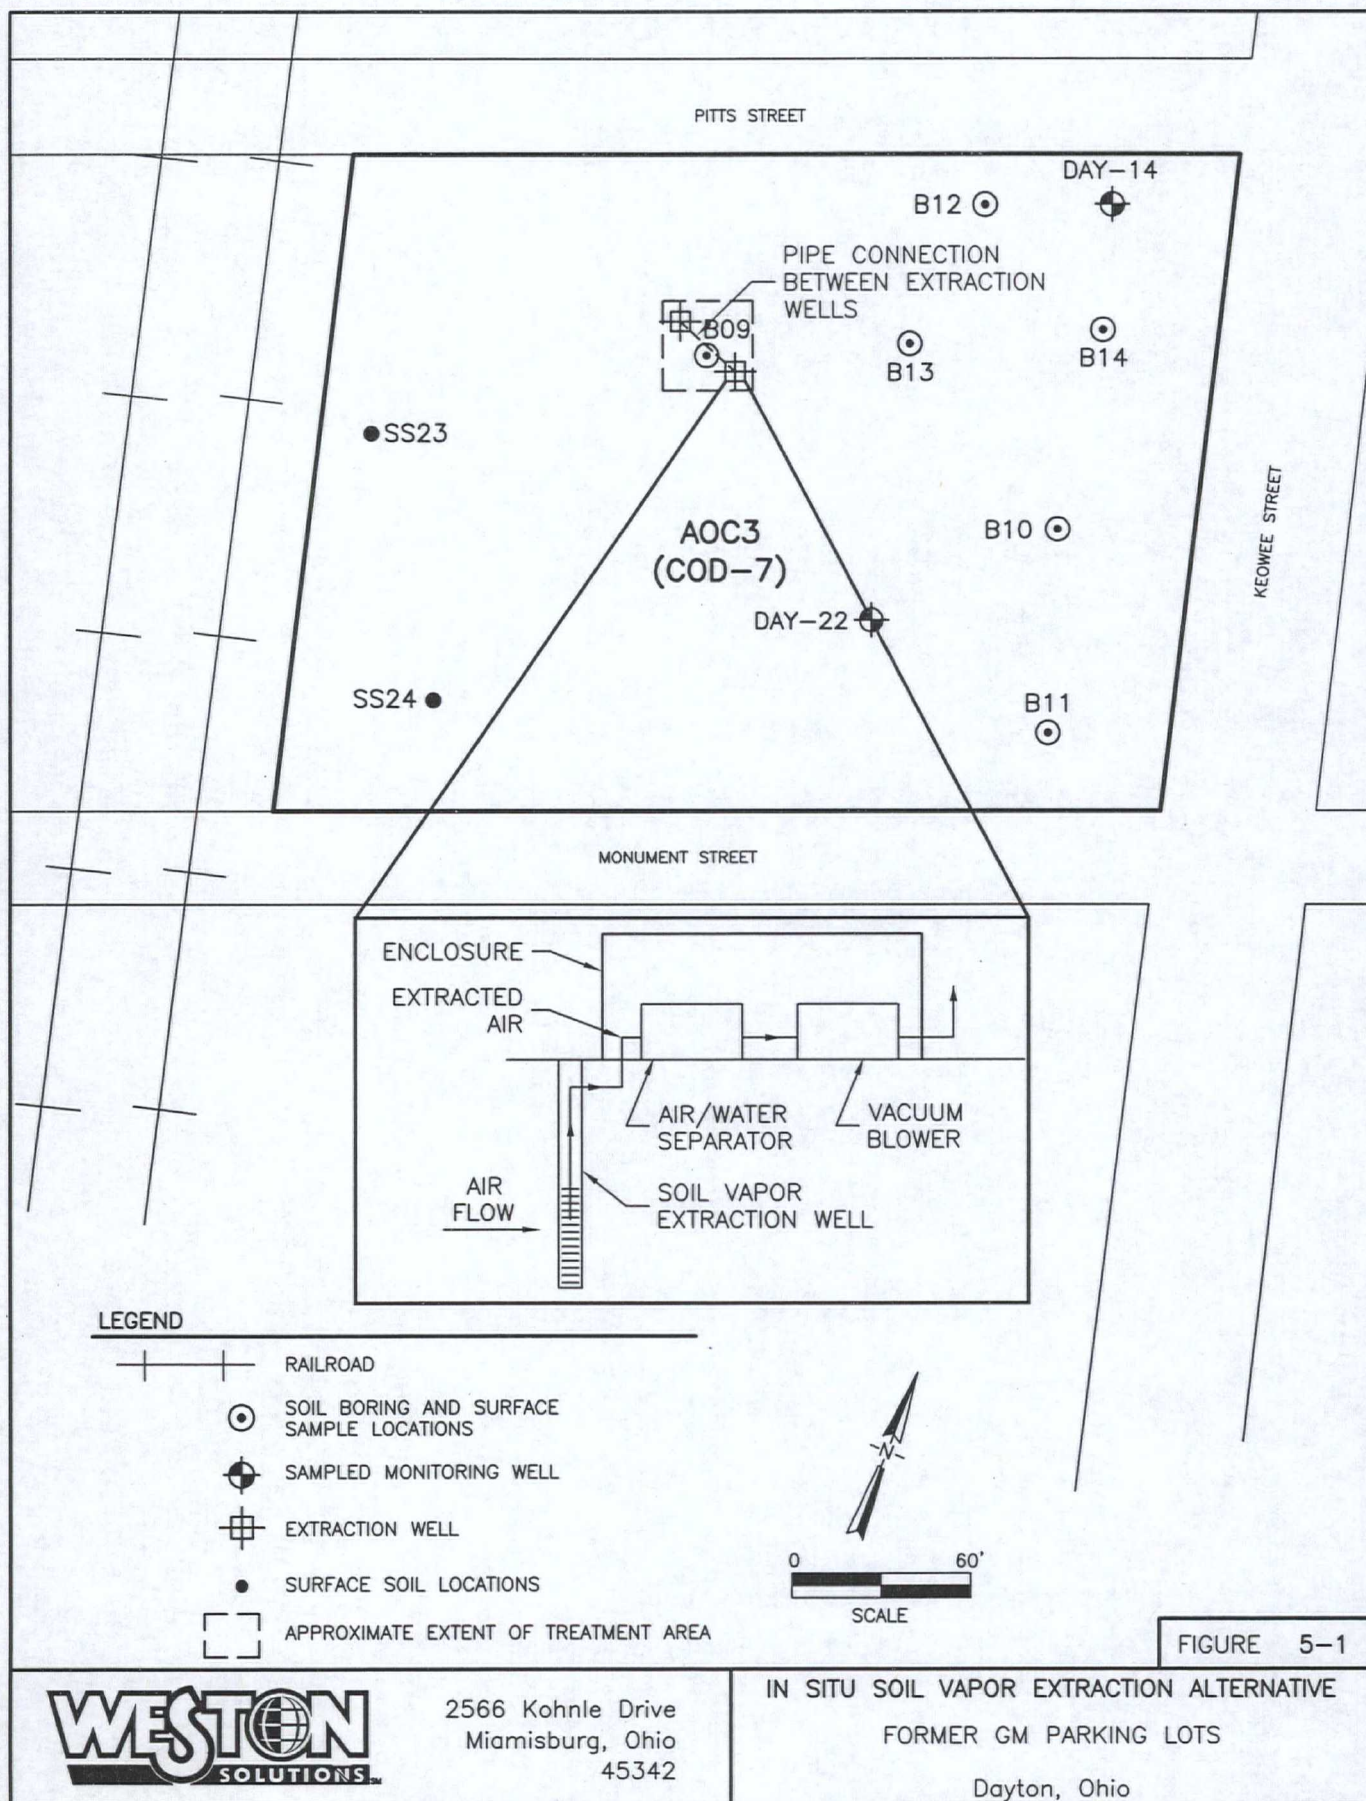 PITTS STREET
DAY-14
B12
PIPE CONNECTION
BETWEEN EXTRACTION
WELLS
B09
B13
B14
SS23
AOC3
(COD-7)
B10
KEOWEE STREET
DAY-22
SS24
B11
MONUMENT STREET
ENCLOSURE
EXTRACTED
AIR
AIR/WATER
SEPARATOR
VACUUM
BLOWER
AIR
FLOW
SOIL VAPOR
EXTRACTION WELL
LEGEND
RAILROAD
SOIL BORING AND SURFACE
SAMPLE LOCATIONS
SAMPLED MONITORING WELL
EXTRACTION WELL
SURFACE SOIL LOCATIONS
APPROXIMATE EXTENT OF TREATMENT AREA
N
0 60'
SCALE
FIGURE 5-1
WESTON
SOLUTIONS SM
2566 Kohnle Drive
Miamisburg, Ohio
45342
IN SITU SOIL VAPOR EXTRACTION ALTERNATIVE
FORMER GM PARKING LOTS
Dayton, Ohio